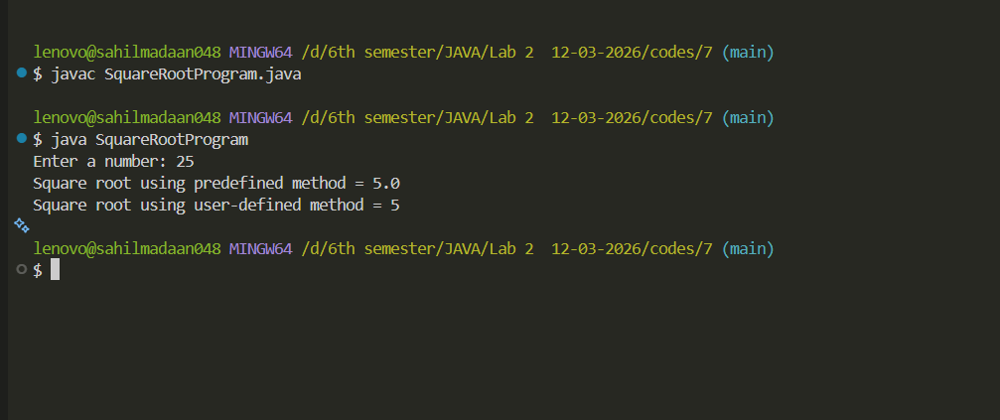 lenovo@sahilmadaan048 MINGW64 /d/6th semester/JAVA/Lab 2  12-03-2026/codes/7 (main)
$ javac SquareRootProgram.java
lenovo@sahilmadaan048 MINGW64 /d/6th semester/JAVA/Lab 2  12-03-2026/codes/7 (main)
$ java SquareRootProgram
Enter a number: 25
Square root using predefined method = 5.0
Square root using user-defined method = 5
lenovo@sahilmadaan048 MINGW64 /d/6th semester/JAVA/Lab 2  12-03-2026/codes/7 (main)
$